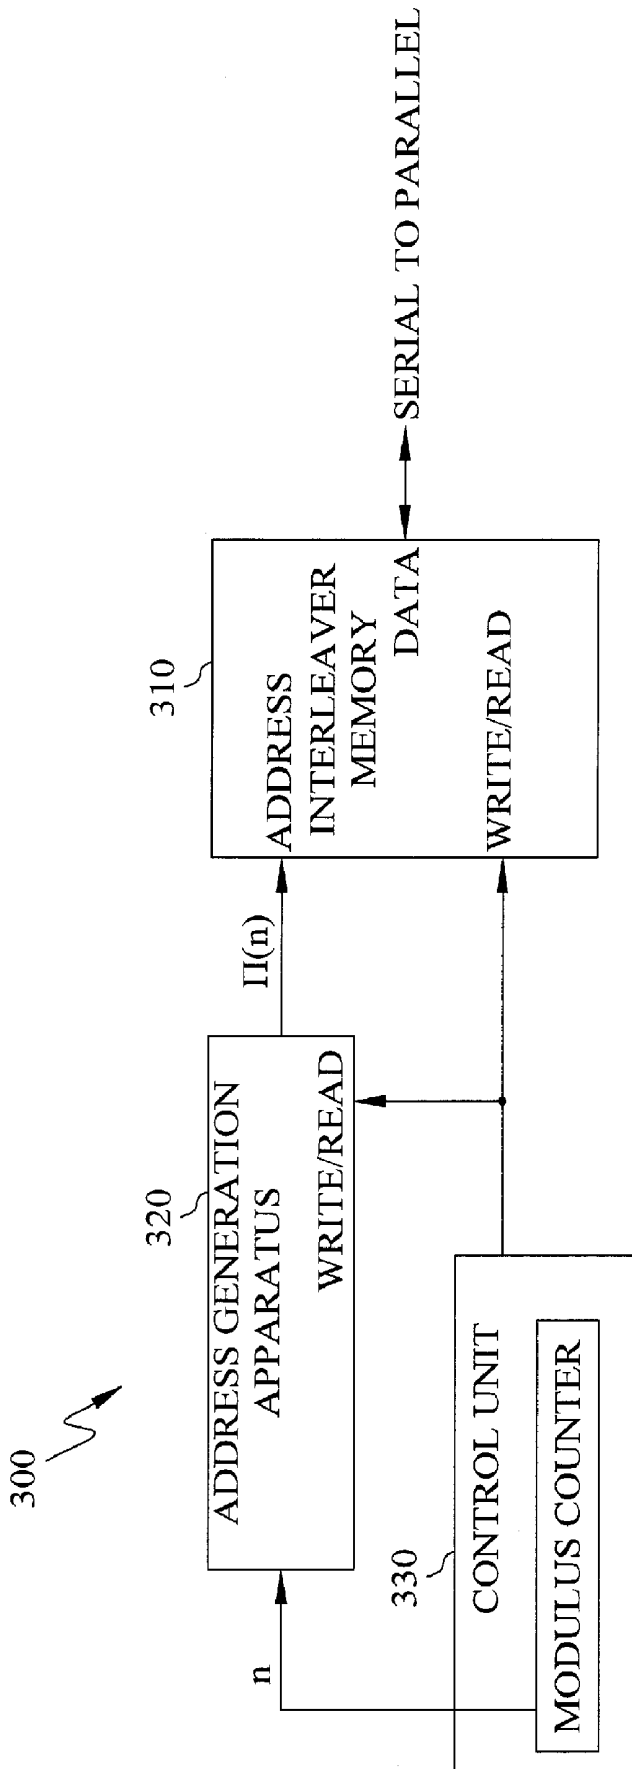 300
320
ADDRESS GENERATION
APPARATUS
WRITE/READ
n
Π(n)
310
ADDRESS
INTERLEAVER
MEMORY
DATA
WRITE/READ
SERIAL TO PARALLEL
330
CONTROL UNIT
MODULUS COUNTER